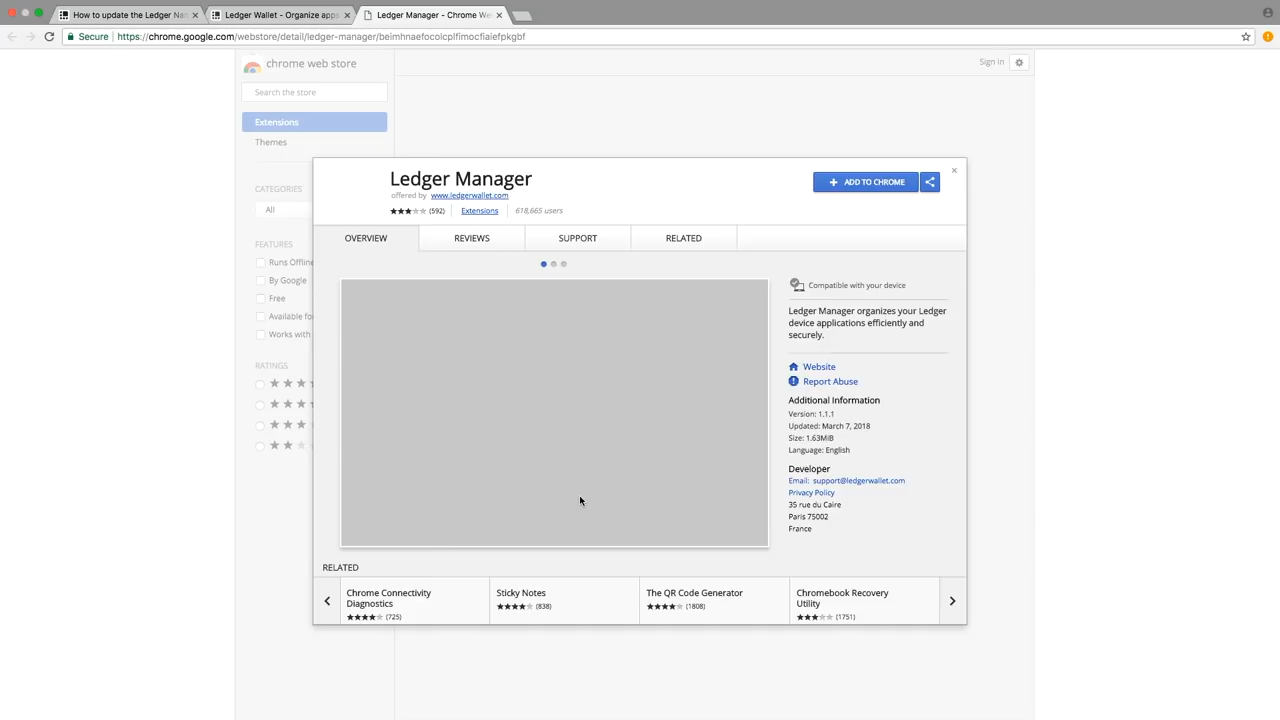 How to update the Ledger Na
Ledger Wallet - Organize apps
Ledger Manager - Chrome We
Secure
https://chrome.google.com/webstore/detail/ledger-manager/beimhnaefocolcplfimocfiaiefpkgbf
chrome web store
Sign in
Search the store
Extensions
Themes
CATEGORIES
All
FEATURES
Runs Offline
By Google
Free
Available fo
Works with
RATINGS
Ledger Manager
offered by www.ledgerwallet.com
(592) Extensions 618,665 users
ADD TO CHROME
OVERVIEW
REVIEWS
SUPPORT
RELATED
Compatible with your device
Ledger Manager organizes your Ledger
device applications efficiently and
securely.
Website
Report Abuse
Additional Information
Version: 1.1.1
Updated: March 7, 2018
Size: 1.63MiB
Language: English
Developer
Email: support@ledgerwallet.com
Privacy Policy
35 rue du Caire
Paris 75002
France
RELATED
Chrome Connectivity
Diagnostics
(725)
Sticky Notes
(838)
The QR Code Generator
(1808)
Chromebook Recovery
Utility
(1751)